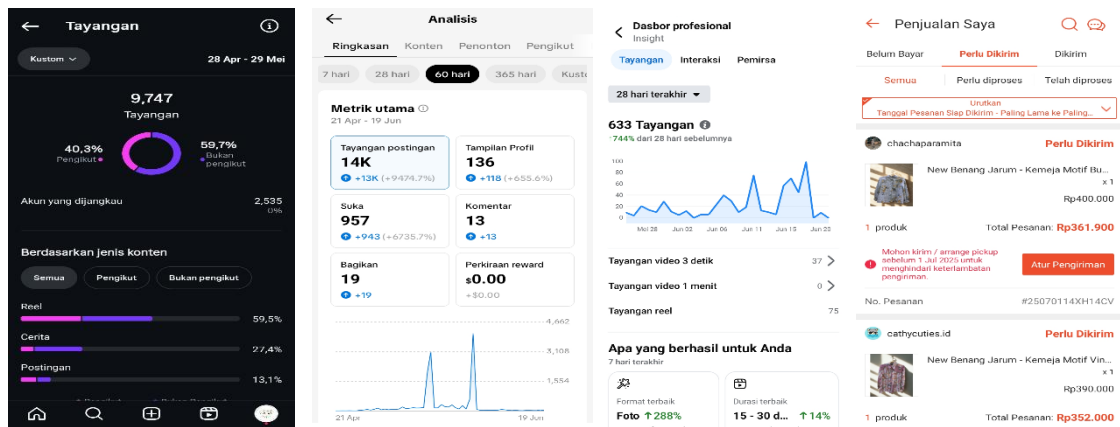 Tayangan
Kustom
28 Apr - 29 Mei
9,747
Tayangan
40,3%
Pengikut
59,7%
Bukan
pengikut
Akun yang dijangkau
2,535
0%
Berdasarkan jenis konten
Semua
Pengikut
Bukan pengikut
Reel
59,5%
Cerita
27,4%
Postingan
13,1%
Analisis
Ringkasan Konten Penonton Pengikut
7 hari 28 hari 60 hari 365 hari
Metrik utama
21 Apr - 19 Jun
Tayangan postingan
14K
+13K (+9474.7%)
Tampilan Profil
136
+118 (+655.6%)
Suka
957
+943 (+6735.7%)
Komentar
13
+13
Bagikan
19
+19
Perkiraan reward
$0.00
+$0.00
4,662
3,108
1,554
21 Apr
19 Jun
Dasbor profesional
Insight
Tayangan Interaksi Pemirsa
28 hari terakhir
633 Tayangan
744% dari 28 hari sebelumnya
100
80
60
40
20
0
Mei 28 Jun 02 Jun 06 Jun 11 Jun 15 Jun 22
Tayangan video 3 detik
37
Tayangan video 1 menit
0
Tayangan reel
75
Apa yang berhasil untuk Anda
7 hari terakhir
Format terbaik
Foto ↑288%
Durasi terbaik
15 - 30 d... ↑14%
Penjualan Saya
Belum Bayar Perlu Dikirim Dikirim
Semua Perlu diproses Telah diproses
Urutkan
Tanggal Pesanan Siap Dikirim - Paling Lama ke Paling...
chachaparamita
Perlu Dikirim
New Benang Jarum - Kemeja Motif Bu...
x 1
Rp400.000
1 produk
Total Pesanan: Rp361.900
Mohon kirim / arrange pickup
sebelum 1 Jul 2025 untuk
menghindari keterlambatan
pengiriman.
Atur Pengiriman
No. Pesanan
#25070114XH14CV
cathycuties.id
Perlu Dikirim
New Benang Jarum - Kemeja Motif Vin...
x 1
Rp390.000
1 produk
Total Pesanan: Rp352.000